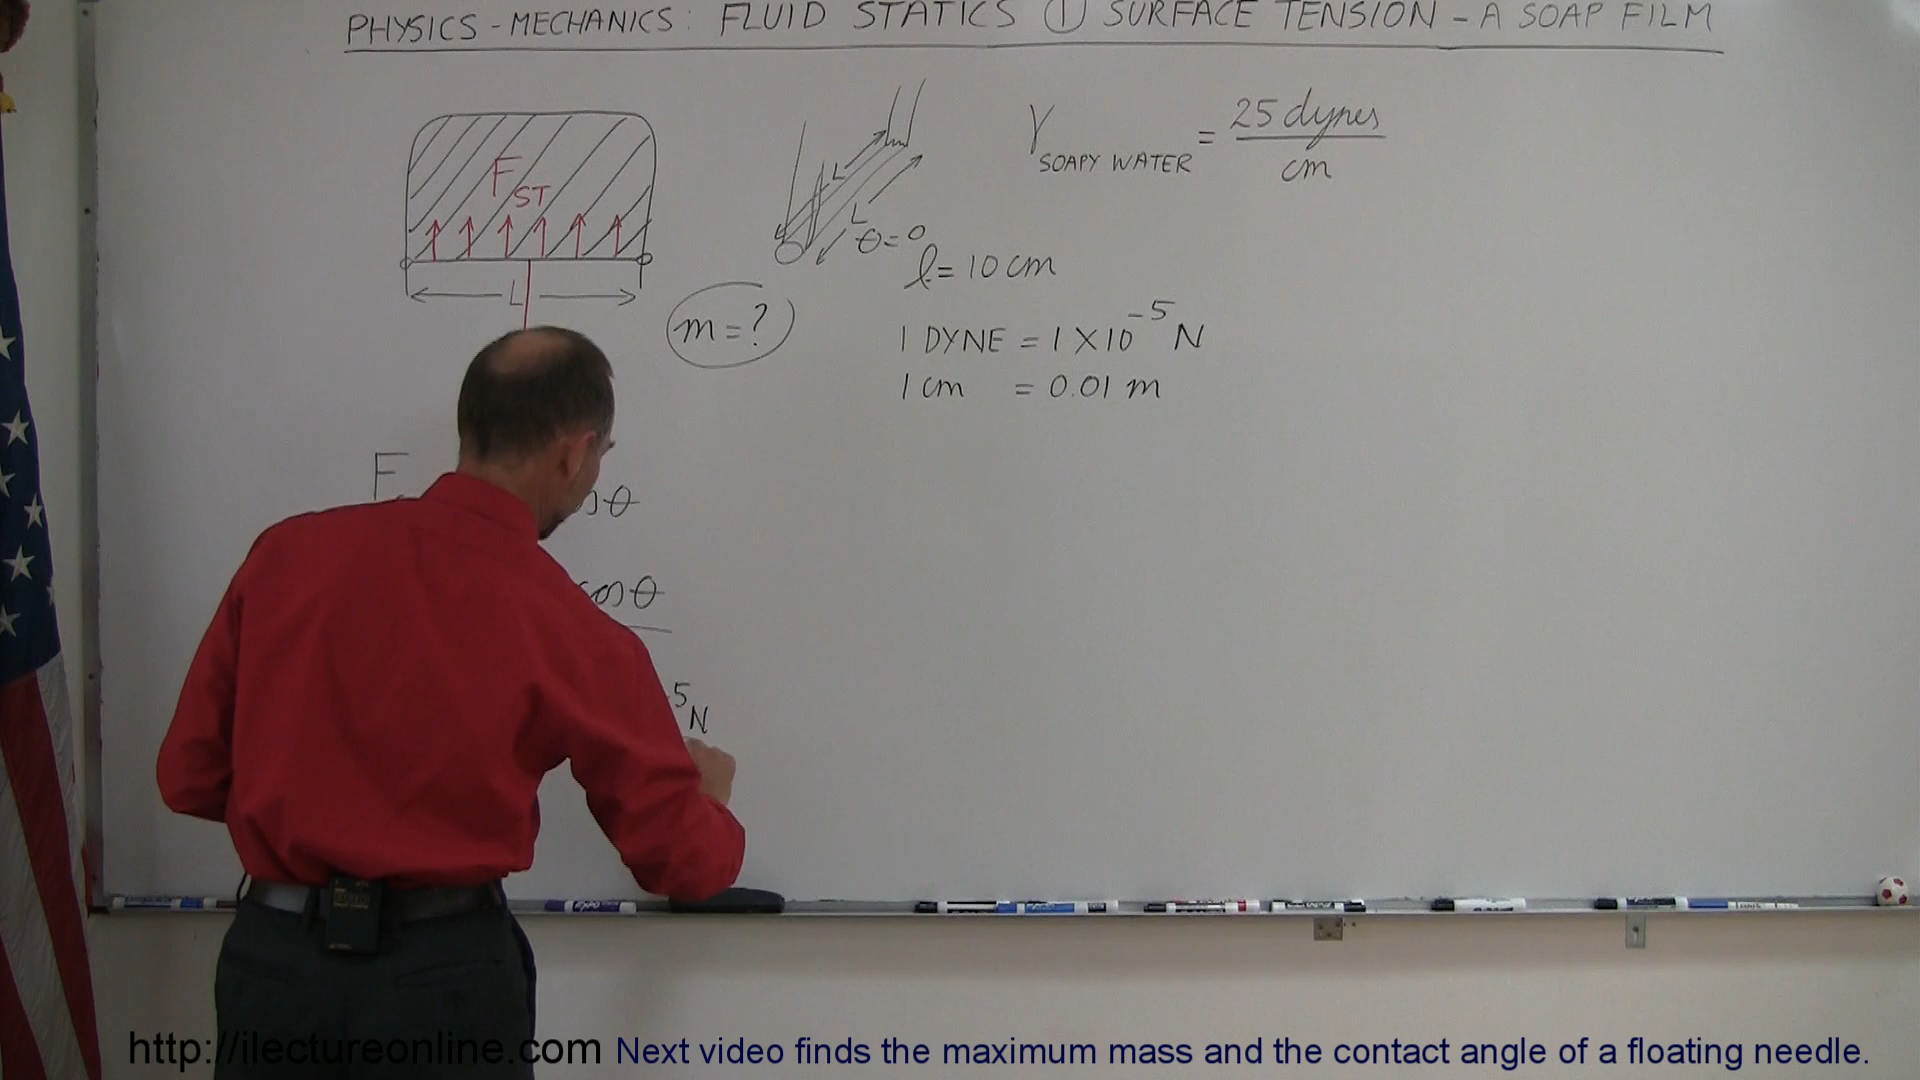 PHYSICS - MECHANICS: FLUID STATICS ① SURFACE TENSION - A SOAP FILM
F ST
L
L
L
θ = 0
γ SOAPY WATER = 25 dynes / cm
l = 10 cm
m = ?
1 DYNE = 1 X 10⁻⁵ N
1 cm = 0.01 m
F
θ
cos θ
5 N
http://ilectureonline.com Next video finds the maximum mass and the contact angle of a floating needle.